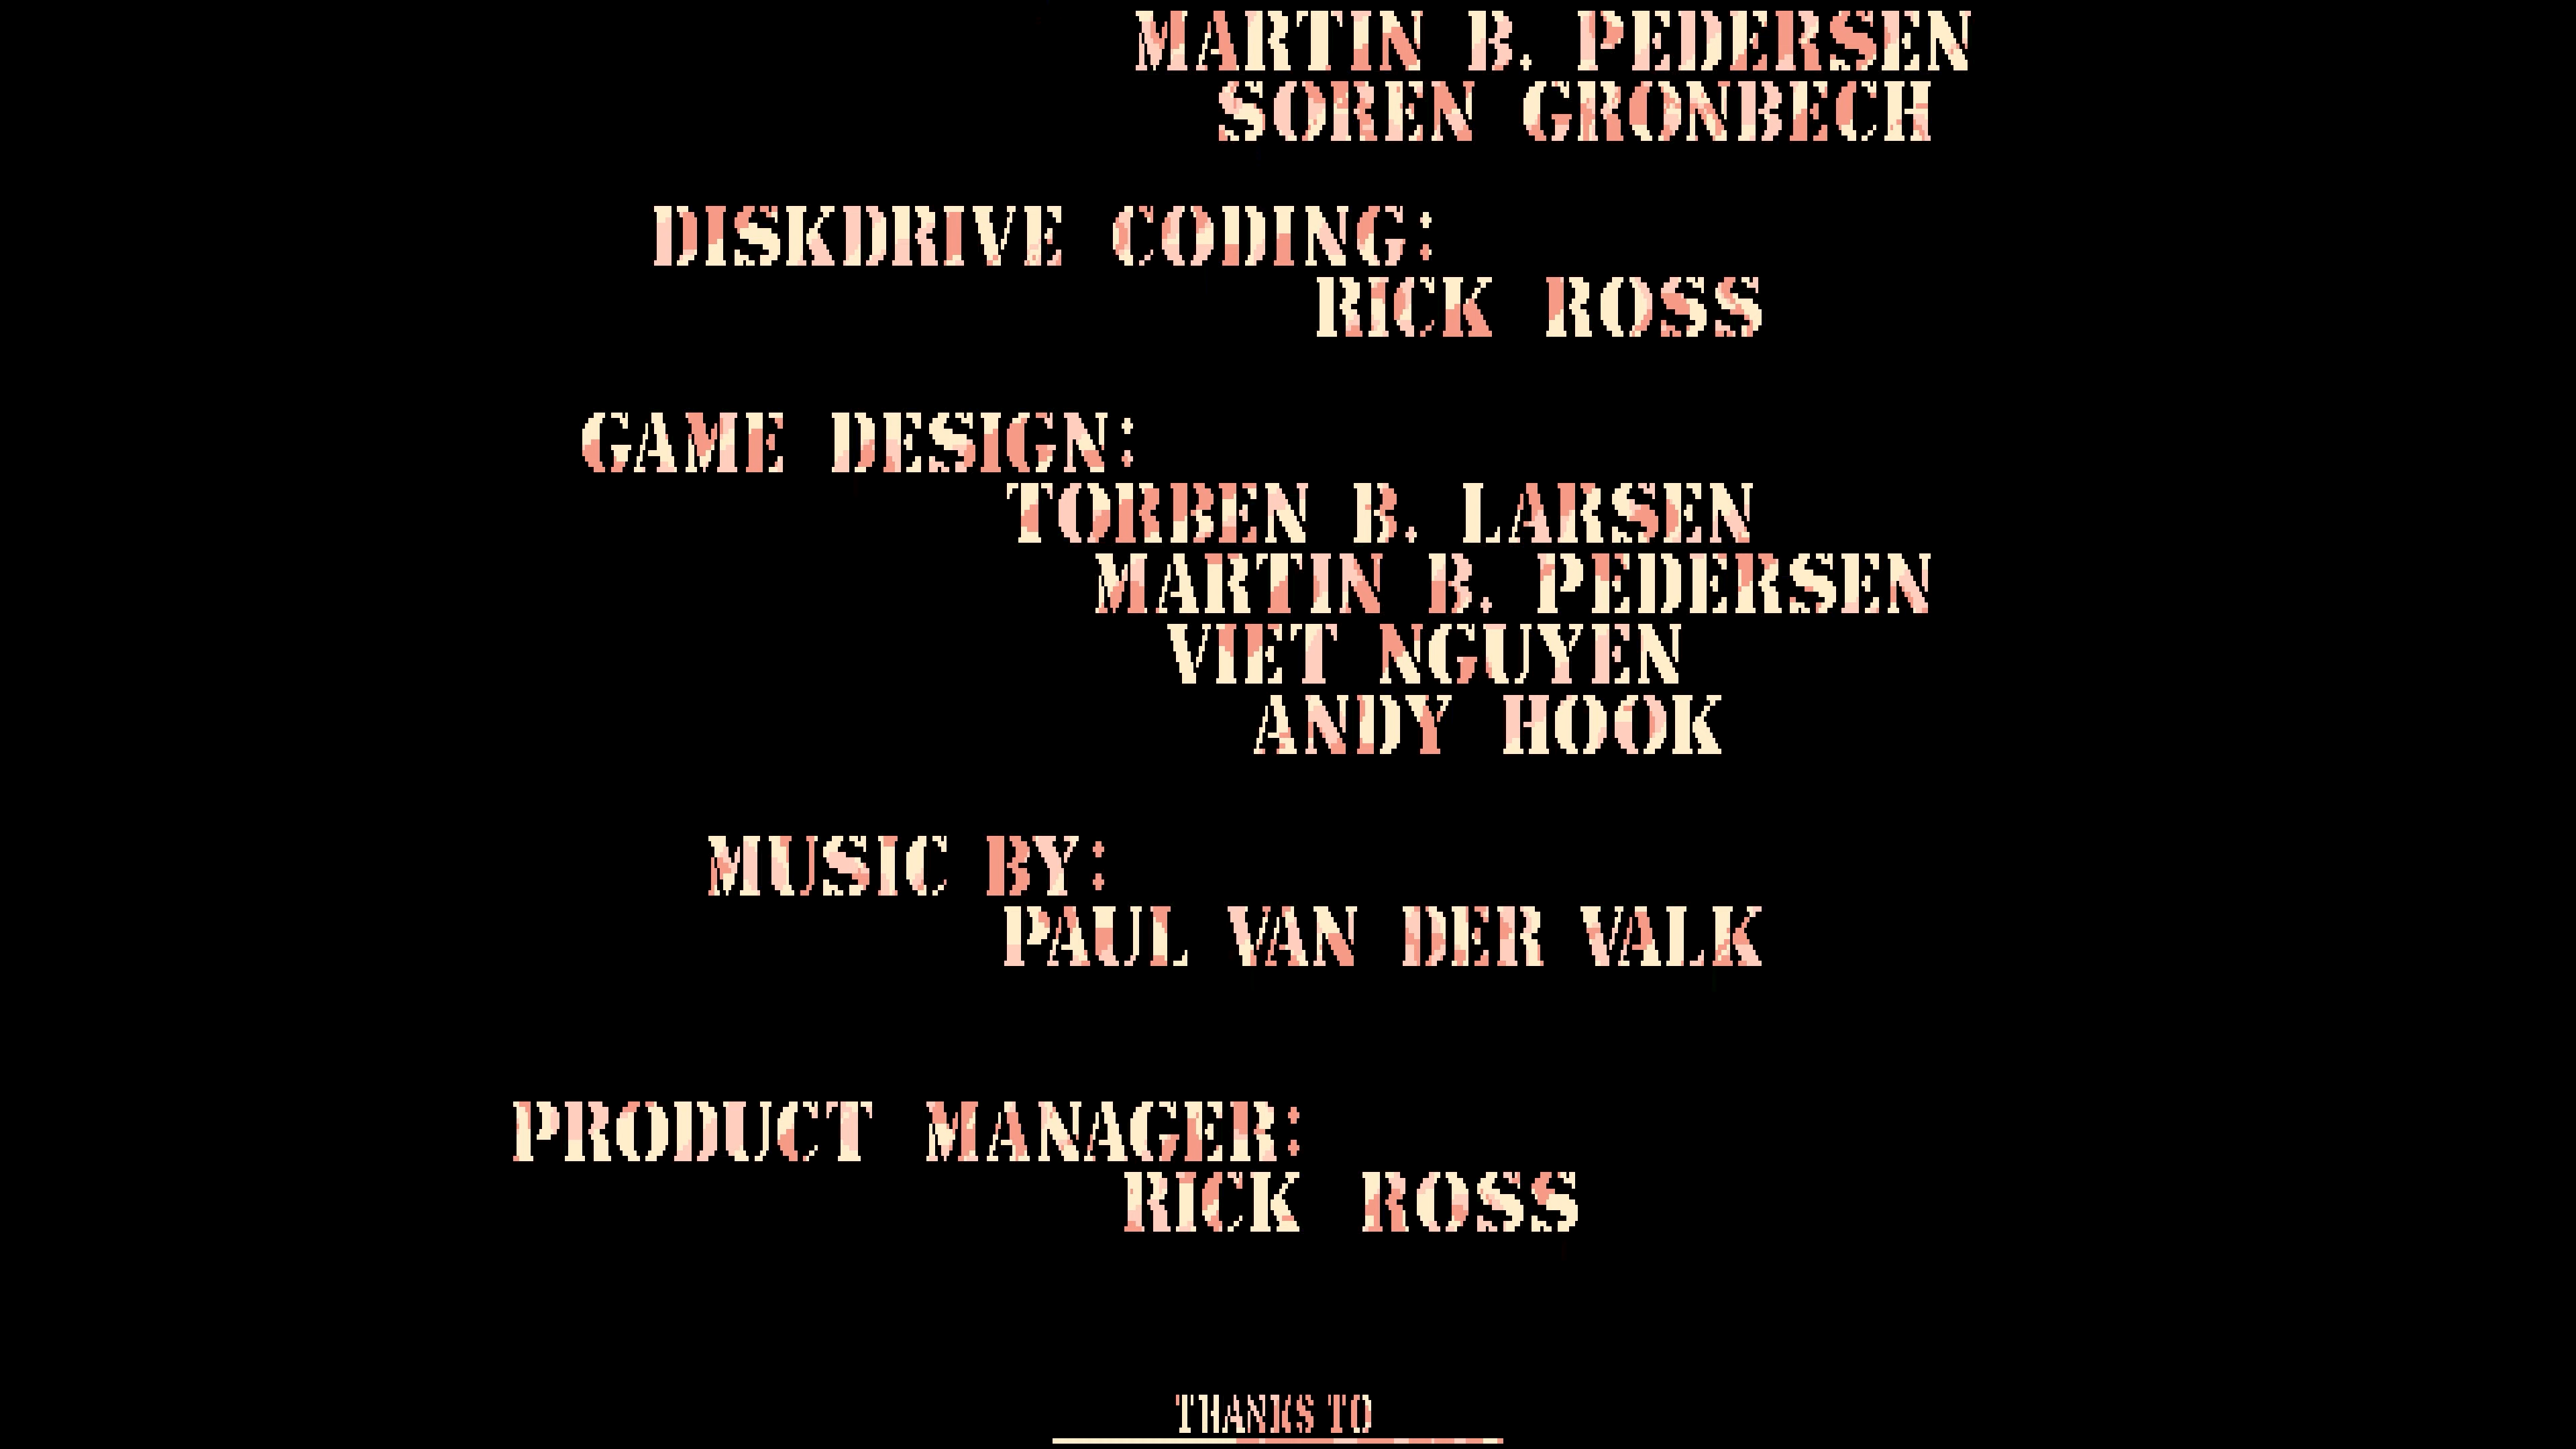 MARTIN B. PEDERSEN
SOREN GRONBECH
DISKDRIVE CODING:
RICK ROSS
GAME DESIGN:
TORBEN B. LARSEN
MARTIN B. PEDERSEN
VIET NGUYEN
ANDY HOOK
MUSIC BY:
PAUL VAN DER VALK
PRODUCT MANAGER:
RICK ROSS
THANKS TO